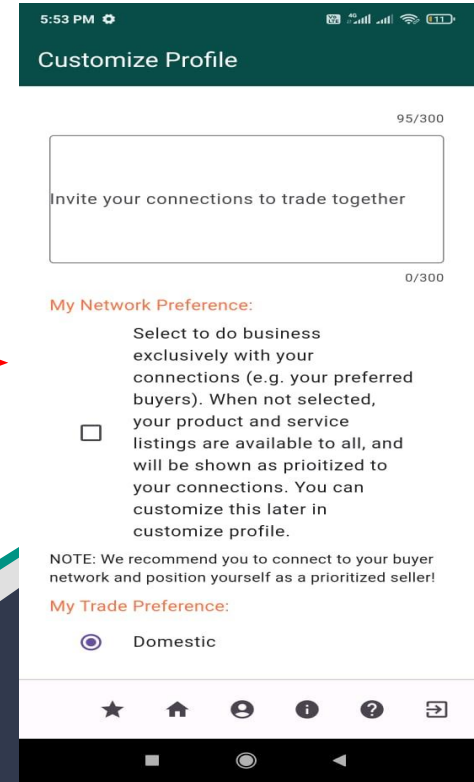 5:53 PM
4G
11
Customize Profile
95/300
Invite your connections to trade together
0/300
My Network Preference:
Select to do business
exclusively with your
connections (e.g. your preferred
buyers). When not selected,
your product and service
listings are available to all, and
will be shown as prioitized to
your connections. You can
customize this later in
customize profile.
NOTE: We recommend you to connect to your buyer
network and position yourself as a prioritized seller!
My Trade Preference:
Domestic